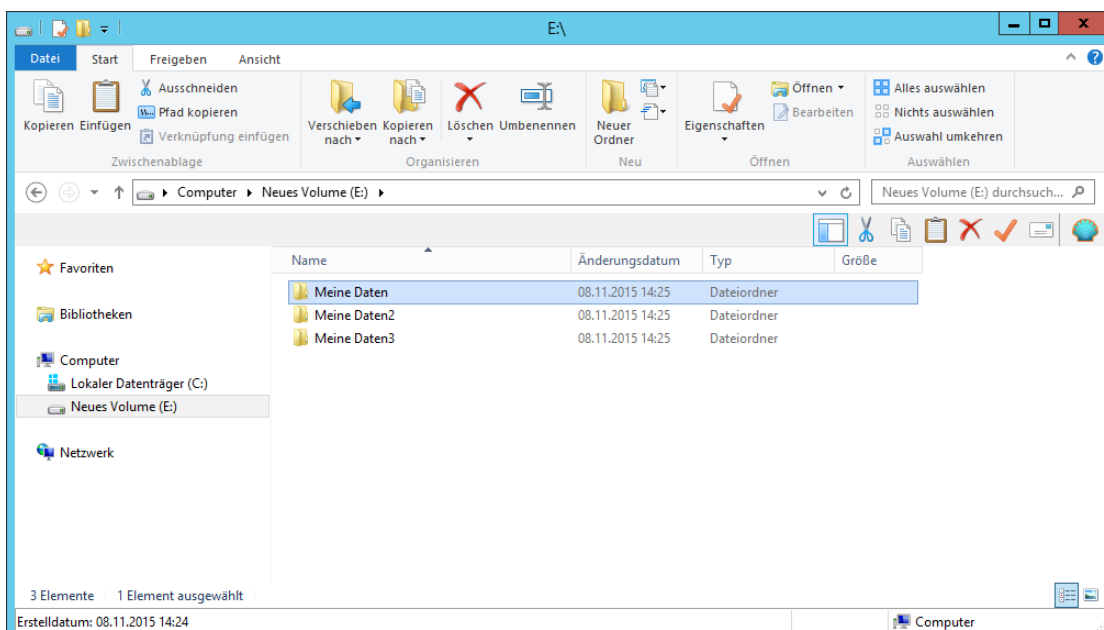 E:\
Datei Start Freigeben Ansicht
Kopieren Einfügen
Ausschneiden
Pfad kopieren
Verknüpfung einfügen
Zwischenablage
Verschieben nach
Kopieren nach
Löschen
Umbenennen
Organisieren
Neuer Ordner
Neu
Eigenschaften
Öffnen
Bearbeiten
Öffnen
Alles auswählen
Nichts auswählen
Auswahl umkehren
Auswählen
Computer Neues Volume (E:)
Neues Volume (E:) durchsuch...
Favoriten
Bibliotheken
Computer
Lokaler Datenträger (C:)
Neues Volume (E:)
Netzwerk
Name Änderungsdatum Typ Größe
Meine Daten 08.11.2015 14:25 Dateiordner
Meine Daten2 08.11.2015 14:25 Dateiordner
Meine Daten3 08.11.2015 14:25 Dateiordner
3 Elemente 1 Element ausgewählt
Erstelldatum: 08.11.2015 14:24
Computer